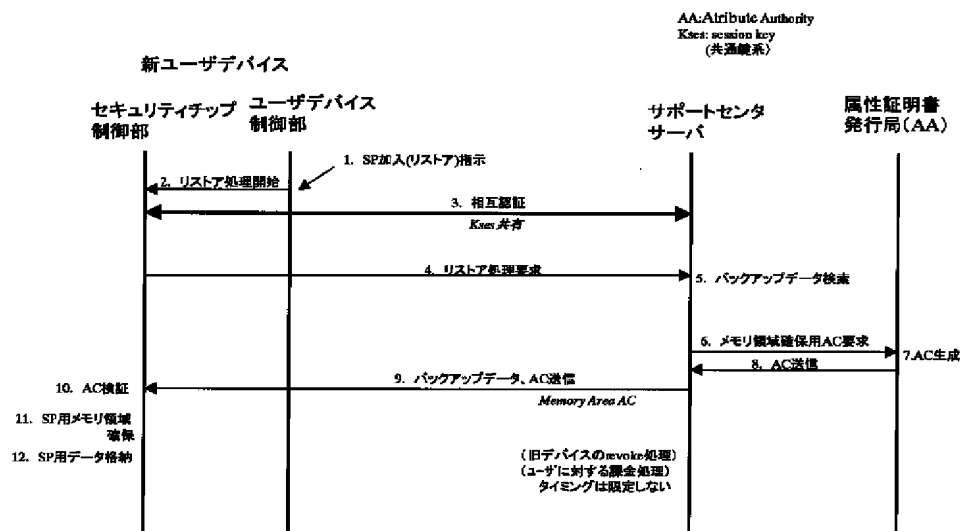 AA:Atribute Authority
Kses: session key
(共通鍵系)
新ユーザデバイス
セキュリティチップ
制御部
ユーザデバイス
制御部
サポートセンタ
サーバ
属性証明書
発行局(AA)
1. SP加入(リストア)指示
2. リストア処理開始
3. 相互認証
Kses 共有
4. リストア処理要求
5. バックアップデータ検索
6. メモリ領域確保用AC要求
7.AC生成
8. AC送信
9. バックアップデータ、AC送信
Memory Area AC
10. AC検証
11. SP用メモリ領域
確保
12. SP用データ格納
(旧デバイスのrevoke処理)
(ユーザに対する課金処理)
タイミングは限定しない